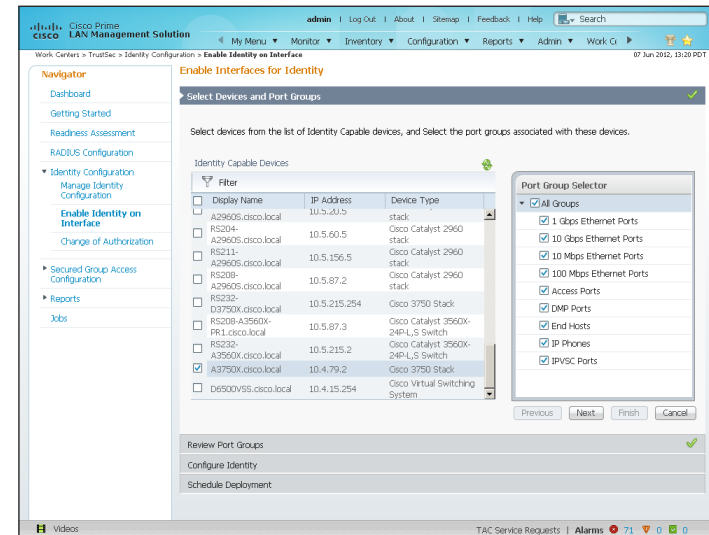 Cisco Prime
CISCO LAN Management Solution
admin | Log Out | About | Sitemap | Feedback | Help Search
My Menu Monitor Inventory Configuration Reports Admin Work Ce
Work Centers > TrustSec > Identity Configuration > Enable Identity on Interface
07 Jun 2012, 13:20 PDT
Navigator
Dashboard
Getting Started
Readiness Assessment
RADIUS Configuration
Identity Configuration
Manage Identity
Configuration
Enable Identity on
Interface
Change of Authorization
Secured Group Access
Configuration
Reports
Jobs
Enable Interfaces for Identity
Select Devices and Port Groups
Select devices from the list of Identity Capable devices, and Select the port groups associated with these devices.
Identity Capable Devices
Filter
Display Name IP Address Device Type
A2960S.cisco.local 10.5.20.5 stack
RS204-
A2960S.cisco.local 10.5.60.5 Cisco Catalyst 2960
stack
RS211-
A2960S.cisco.local 10.5.156.5 Cisco Catalyst 2960
stack
RS208-
A2960S.cisco.local 10.5.87.2 Cisco Catalyst 2960
stack
RS232-
D3750X.cisco.local 10.5.215.254 Cisco 3750 Stack
RS208-A3560X-
PR1.cisco.local 10.5.87.3 Cisco Catalyst 3560X-
24P-L,S Switch
RS232-
A3560X.cisco.local 10.5.215.2 Cisco Catalyst 3560X-
24P-L,S Switch
A3750X.cisco.local 10.4.79.2 Cisco 3750 Stack
D6500VSS.cisco.local 10.4.15.254 Cisco Virtual Switching
System
Port Group Selector
All Groups
1 Gbps Ethernet Ports
10 Gbps Ethernet Ports
10 Mbps Ethernet Ports
100 Mbps Ethernet Ports
Access Ports
DMP Ports
End Hosts
IP Phones
IPVSC Ports
Previous Next Finish Cancel
Review Port Groups
Configure Identity
Schedule Deployment
Videos
TAC Service Requests | Alarms 71 0 0